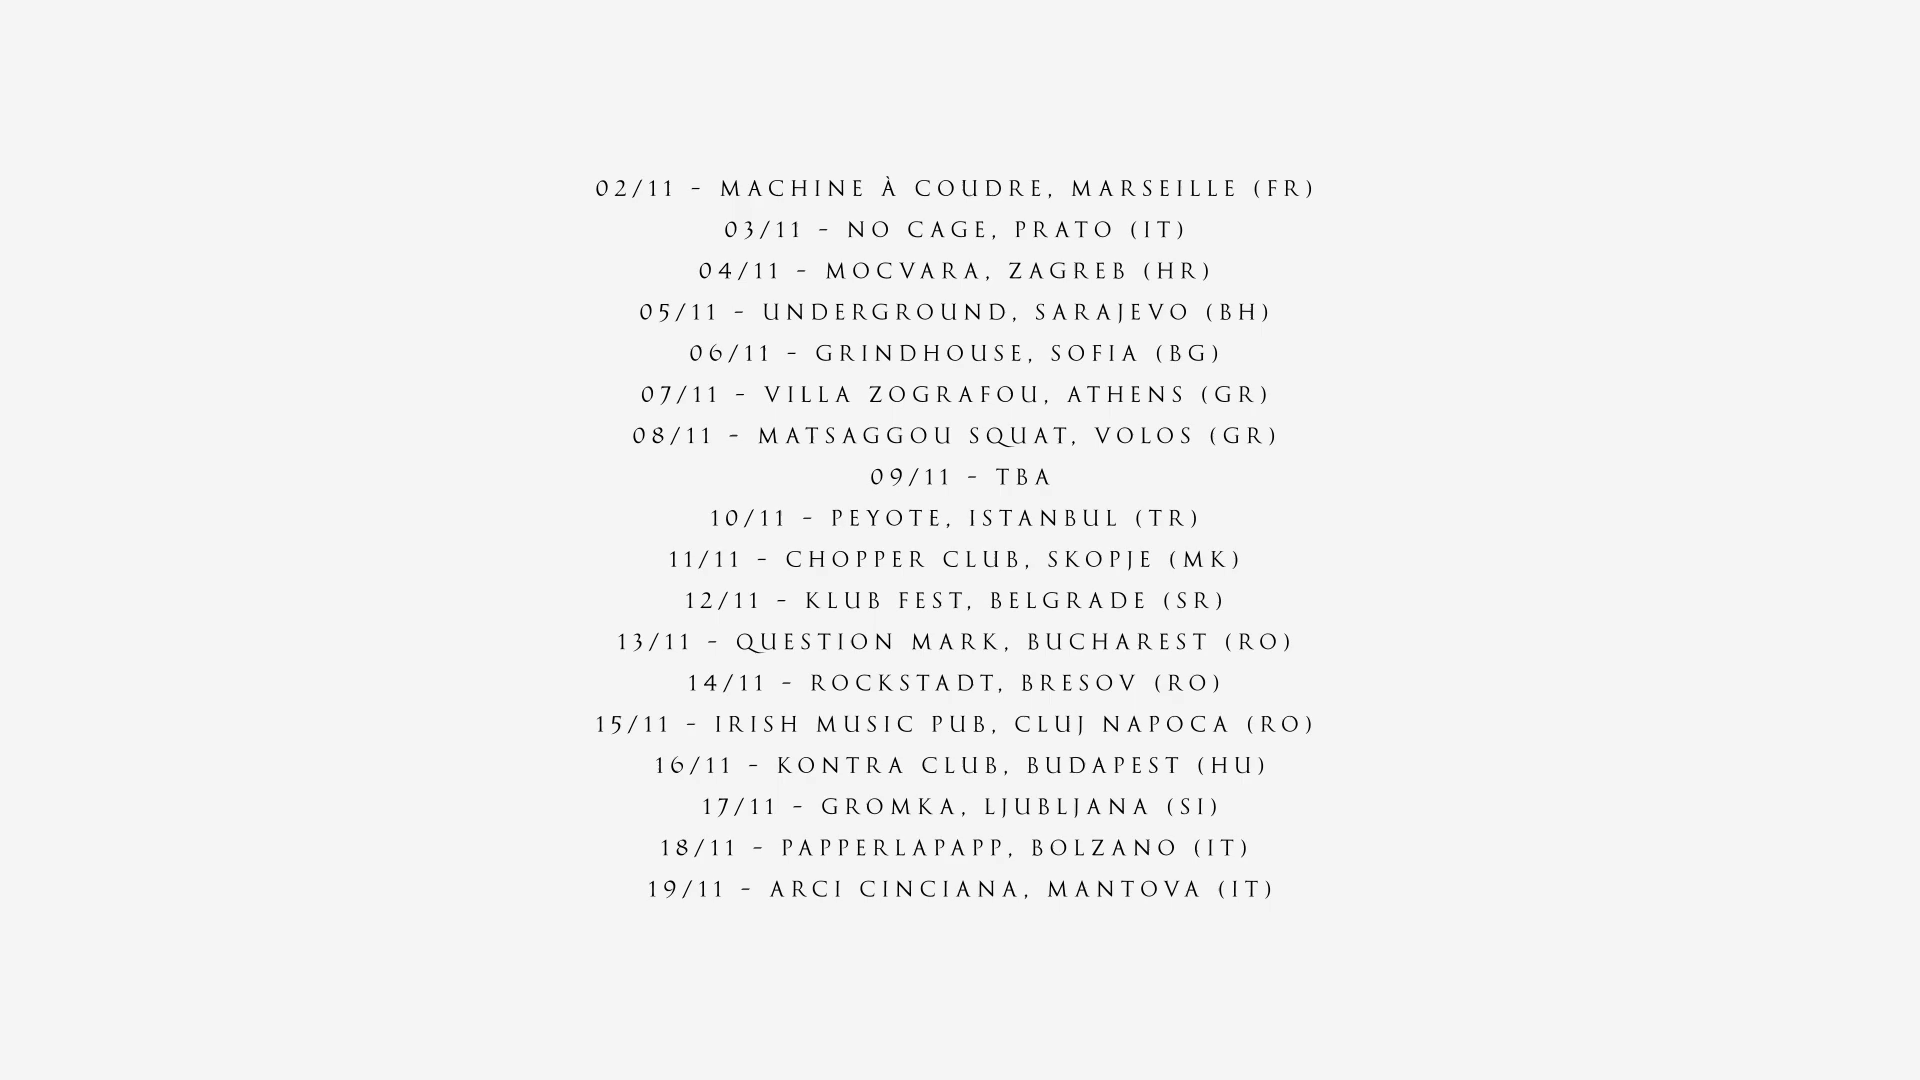 02/11 - MACHINE À COUDRE, MARSEILLE (FR)
03/11 - NO CAGE, PRATO (IT)
04/11 - MOCVARA, ZAGREB (HR)
05/11 - UNDERGROUND, SARAJEVO (BH)
06/11 - GRINDHOUSE, SOFIA (BG)
07/11 - VILLA ZOGRAFOU, ATHENS (GR)
08/11 - MATSAGGOU SQUAT, VOLOS (GR)
09/11 - TBA
10/11 - PEYOTE, ISTANBUL (TR)
11/11 - CHOPPER CLUB, SKOPJE (MK)
12/11 - KLUB FEST, BELGRADE (SR)
13/11 - QUESTION MARK, BUCHAREST (RO)
14/11 - ROCKSTADT, BRESOV (RO)
15/11 - IRISH MUSIC PUB, CLUJ NAPOCA (RO)
16/11 - KONTRA CLUB, BUDAPEST (HU)
17/11 - GROMKA, LJUBLJANA (SI)
18/11 - PAPPERLAPAPP, BOLZANO (IT)
19/11 - ARCI CINCIANA, MANTOVA (IT)